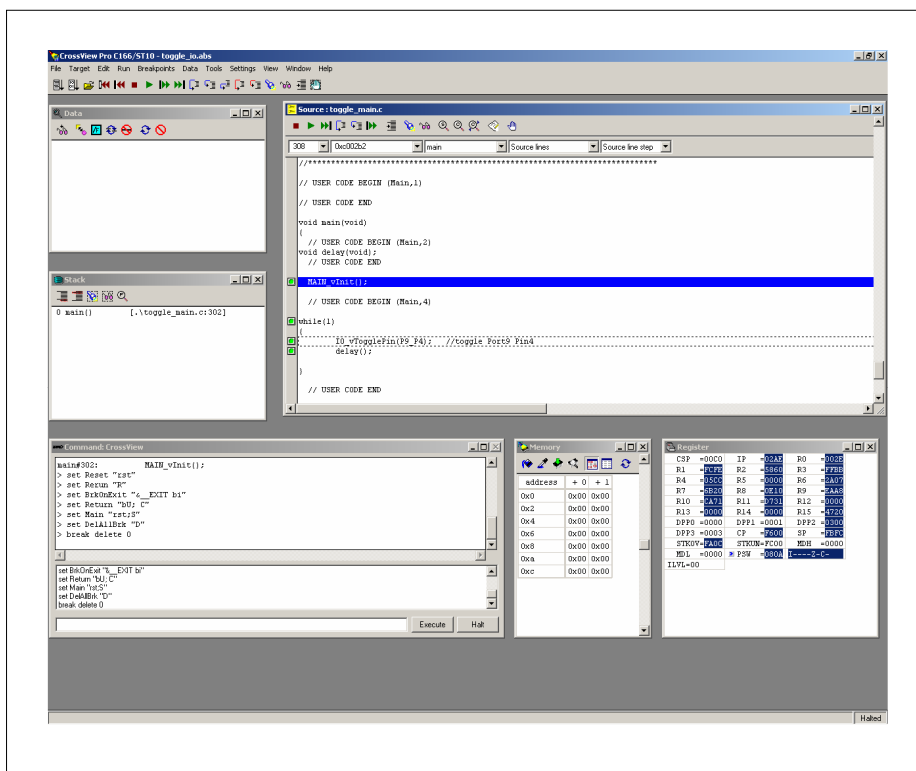 CrossView Pro C166/ST10 - toggle_io.abs
File Target Edit Run Breakpoints Data Tools Settings View Window Help
Data
Source : toggle_main.c
308 0xc002b2 main Source lines Source line step
//***********************************************************************
// USER CODE BEGIN (Main,1)
// USER CODE END
void main(void)
{
// USER CODE BEGIN (Main,2)
void delay(void);
// USER CODE END
MAIN_vInit();
// USER CODE BEGIN (Main,4)
while(1)
{
IO_vTogglePin(P9_P4); //toggle Port9 Pin4
delay();
}
// USER CODE END
Stack
0 main() [.\toggle_main.c:302]
Command: CrossView
main#302: MAIN_vInit();
> set Reset "rst"
> set Rerun "R"
> set BrkOnExit "&__EXIT bi"
> set Return "bU; C"
> set Main "rst;S"
> set DelAllBrk "D"
> break delete 0
set BrkOnExit "&__EXIT bi"
set Return "bU; C"
set Main "rst;S"
set DelAllBrk "D"
break delete 0
Execute Halt
Memory
address + 0 + 1
0x0 0x00 0x00
0x2 0x00 0x00
0x4 0x00 0x00
0x6 0x00 0x00
0x8 0x00 0x00
0xa 0x00 0x00
0xc 0x00 0x00
Register
CSP =00C0 IP =02AE R0 =002E
R1 =FCFE R2 =5860 R3 =FFBB
R4 =05CC R5 =0000 R6 =2A07
R7 =6B20 R8 =0E10 R9 =EAA8
R10 =CA71 R11 =D731 R12 =0000
R13 =0000 R14 =0000 R15 =4720
DPP0 =0000 DPP1 =0001 DPP2 =0300
DPP3 =0003 CP =F600 SP =FBFC
STKOV=FA0C STKUN=FC00 MDH =0000
MDL =0000 PSW =080A I----Z-C-
ILVL=00
Halted